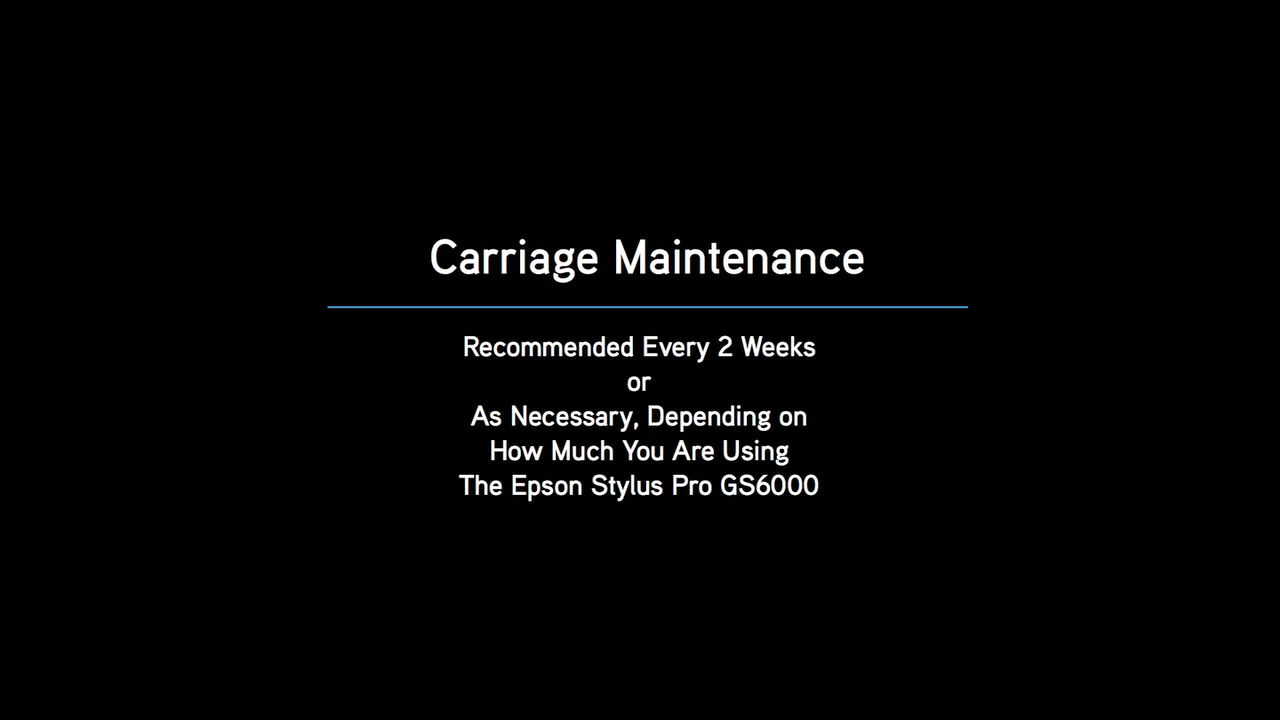 Carriage Maintenance
Recommended Every 2 Weeks
or
As Necessary, Depending on
How Much You Are Using
The Epson Stylus Pro GS6000